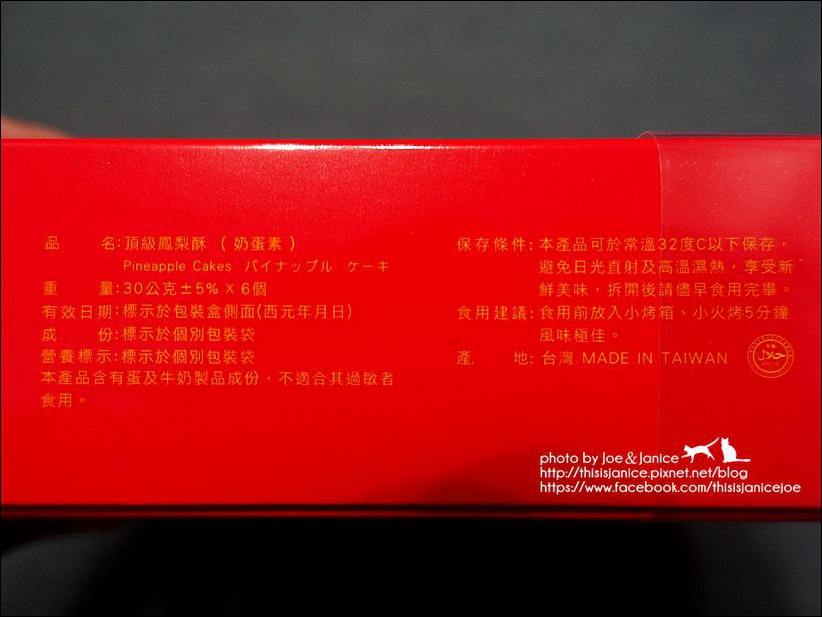 品 名:頂級鳳梨酥 (奶蛋素)
Pineapple Cakes パイナップル ケーキ
重 量:30公克±5% X 6個
有效日期:標示於包裝盒側面(西元年月日)
成 份:標示於個別包裝袋
營養標示:標示於個別包裝袋
本產品含有蛋及牛奶製品成份，不適合其過敏者
食用。
保存條件:本產品可於常溫32度C以下保存，
避免日光直射及高溫濕熱，享受新
鮮美味，拆開後請儘早食用完畢。
食用建議:食用前放入小烤箱、小火烤5分鐘
風味極佳。
產. 地:台灣 MADE IN TAIWAN
حلال
photo by Joe & Janice
http://thisisjanice.pixnet.net/blog
https://www.facebook.com/thisisjanicejoe